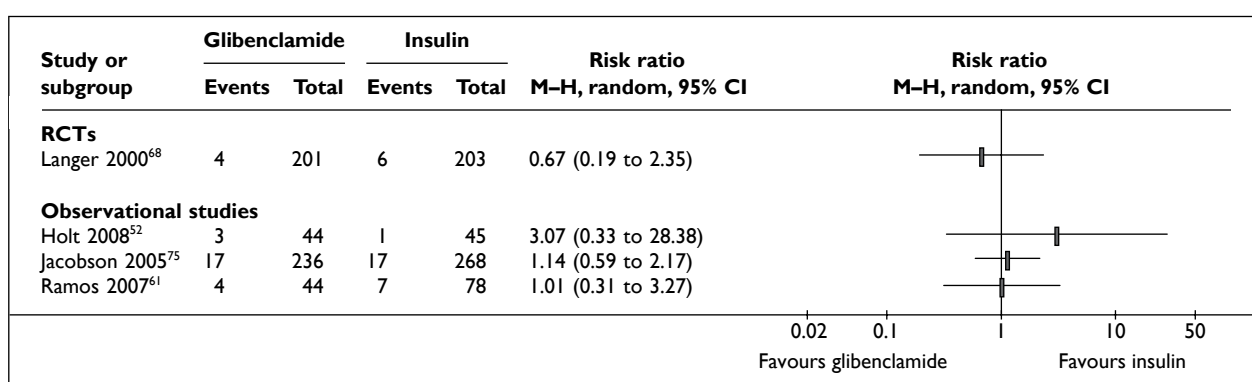 Glibenclamide Insulin
Study or subgroup Events Total Events Total Risk ratio M–H, random, 95% CI Risk ratio M–H, random, 95% CI
RCTs
Langer 2000⁶⁸ 4 201 6 203 0.67 (0.19 to 2.35)
Observational studies
Holt 2008⁵² 3 44 1 45 3.07 (0.33 to 28.38)
Jacobson 2005⁷⁵ 17 236 17 268 1.14 (0.59 to 2.17)
Ramos 2007⁶¹ 4 44 7 78 1.01 (0.31 to 3.27)
0.02 0.1 1 10 50
Favours glibenclamide Favours insulin